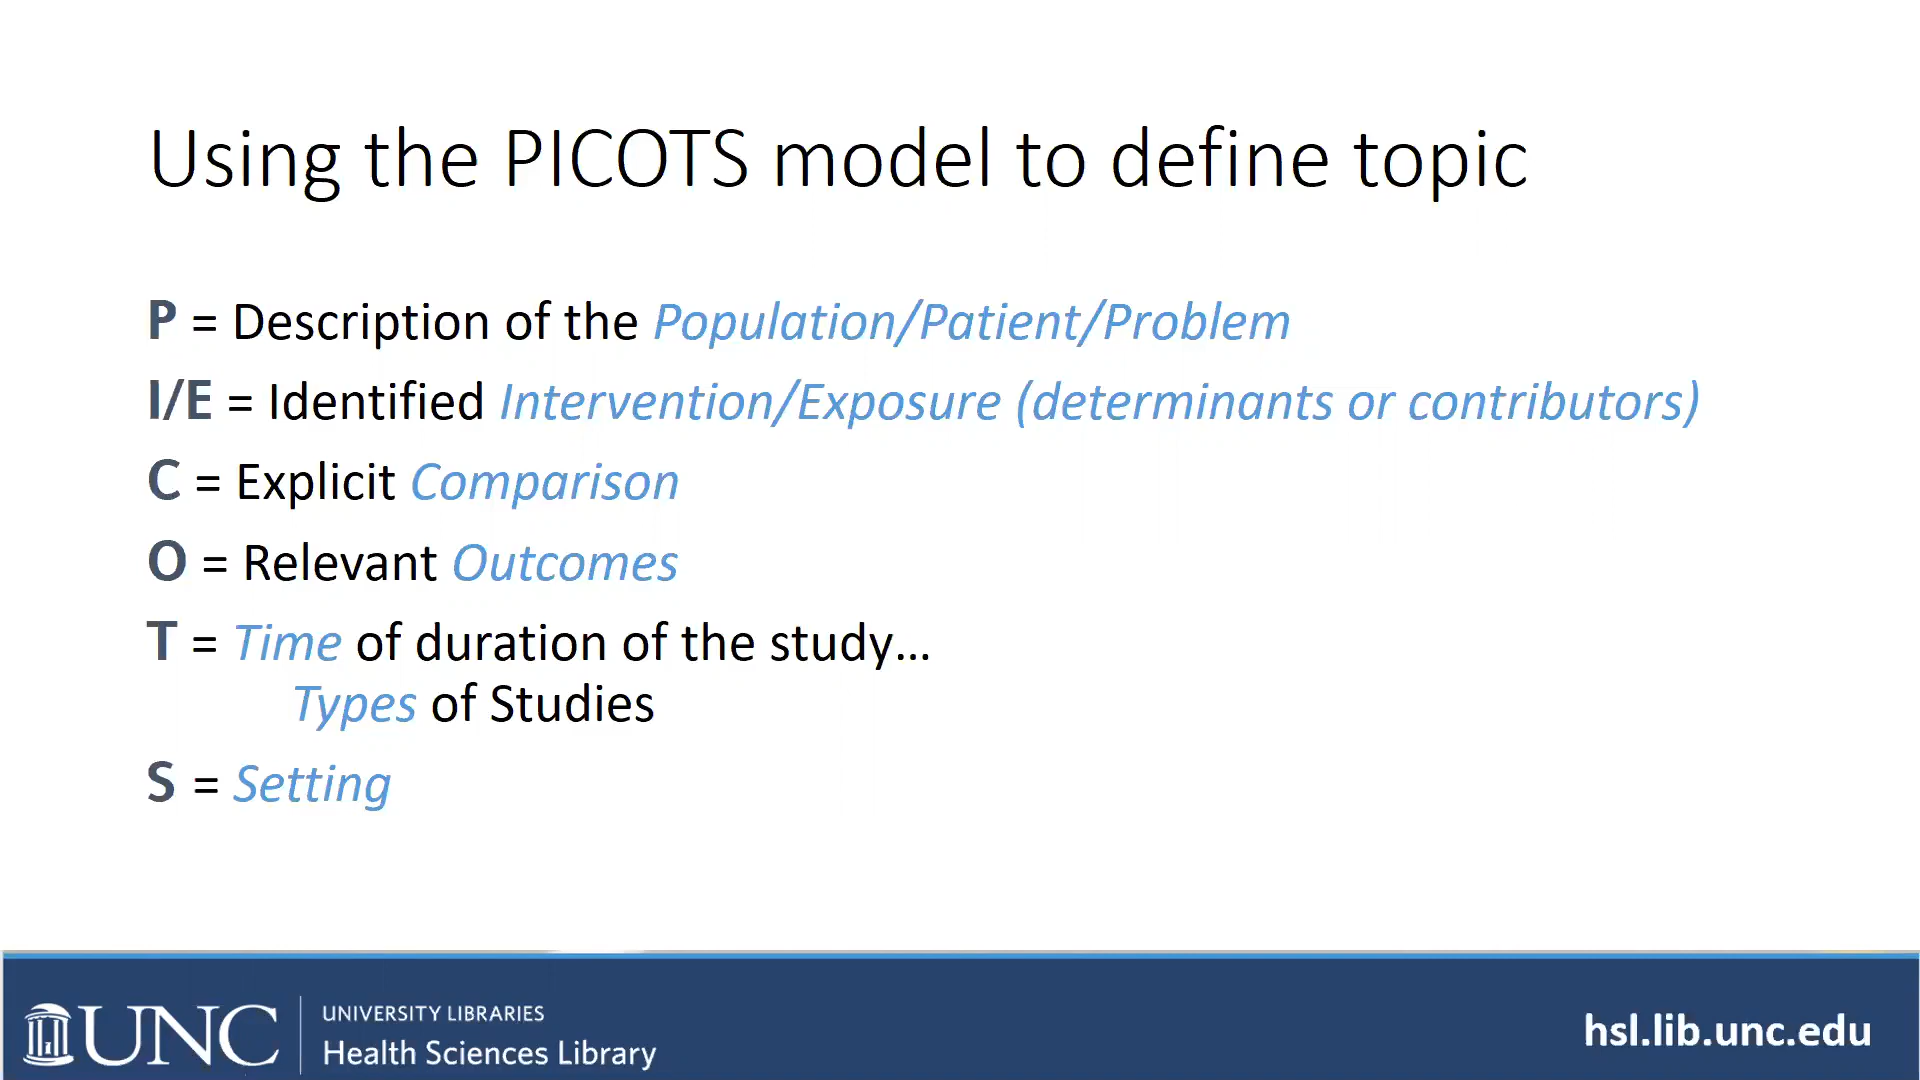 Using the PICOTS model to define topic
P = Description of the Population/Patient/Problem
I/E = Identified Intervention/Exposure (determinants or contributors)
C = Explicit Comparison
O = Relevant Outcomes
T = Time of duration of the study…
Types of Studies
S = Setting
UNC
UNIVERSITY LIBRARIES
Health Sciences Library
hsl.lib.unc.edu